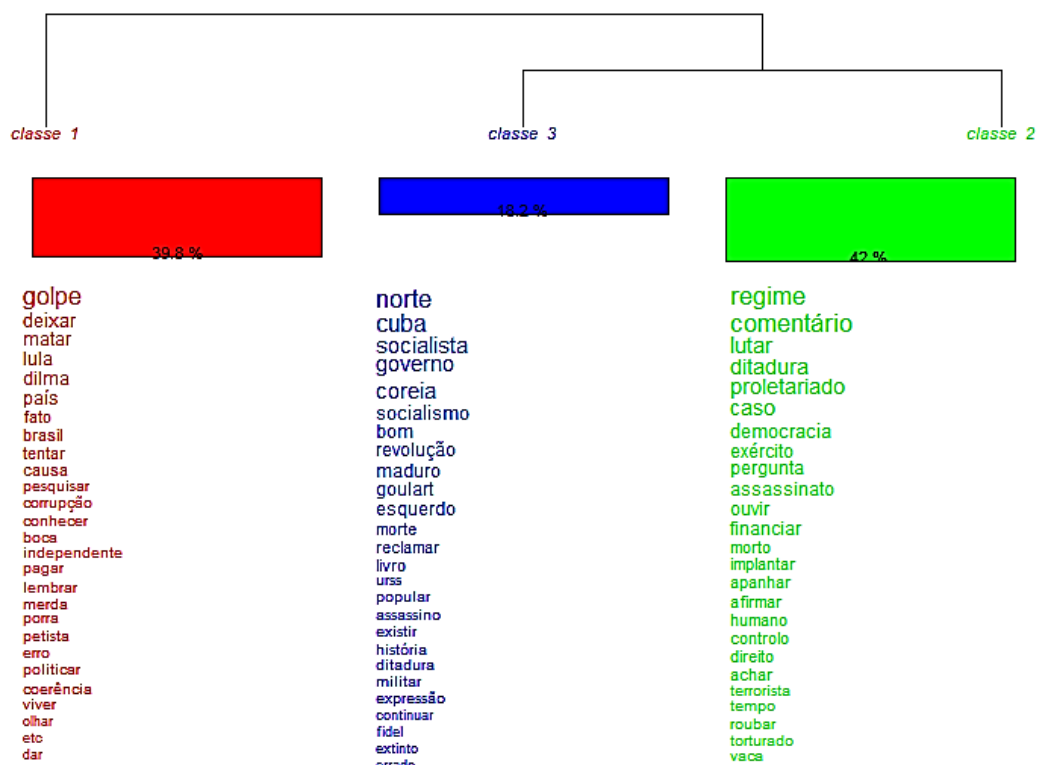 classe 1
classe 3
classe 2
39.8 %
18.2 %
42 %
golpe
deixar
matar
lula
dilma
país
fato
brasil
tentar
causa
pesquisar
corrupção
conhecer
boca
independente
pagar
lembrar
merda
porra
petista
erro
politicar
coerência
viver
olhar
etc
dar
norte
cuba
socialista
governo
coreia
socialismo
bom
revolução
maduro
goulart
esquerdo
morte
reclamar
livro
urss
popular
assassino
existir
história
ditadura
militar
expressão
continuar
fidel
extinto
errado
regime
comentário
lutar
ditadura
proletariado
caso
democracia
exército
pergunta
assassinato
ouvir
financiar
morto
implantar
apanhar
afirmar
humano
controlo
direito
achar
terrorista
tempo
roubar
torturado
vaca